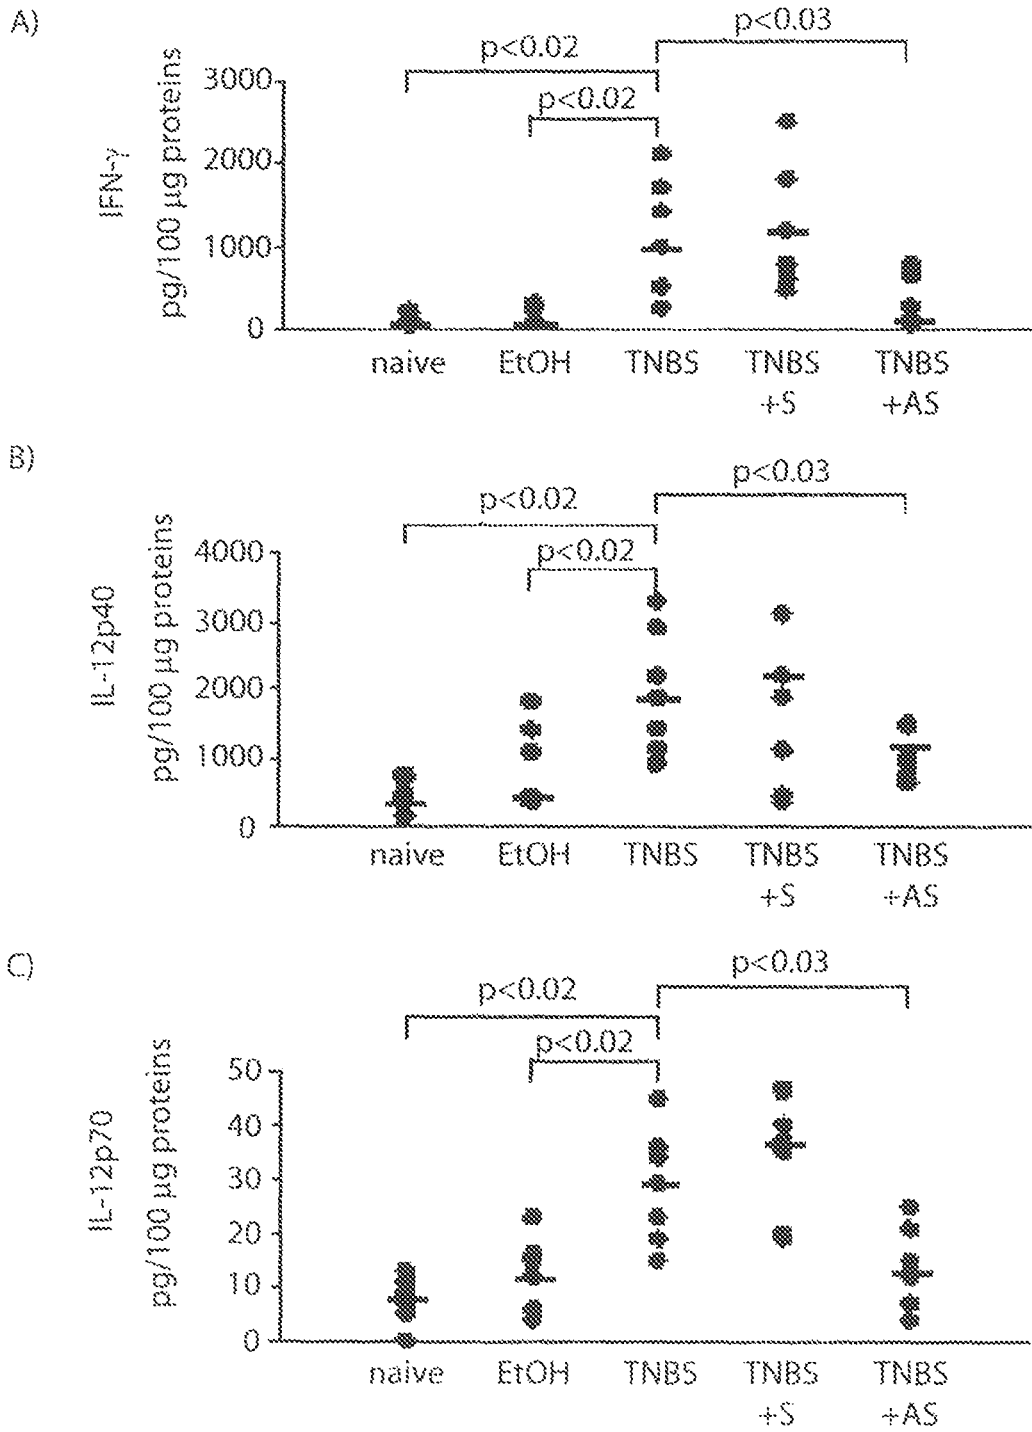 A)
p<0.03
p<0.02
p<0.02
IFN-γ
pg/100 µg proteins
3000
2000
1000
0
naive EtOH TNBS TNBS TNBS
+S +AS
B)
p<0.03
p<0.02
p<0.02
IL-12p40
pg/100 µg proteins
4000
3000
2000
1000
0
naive EtOH TNBS TNBS TNBS
+S +AS
C)
p<0.03
p<0.02
p<0.02
IL-12p70
pg/100 µg proteins
50
40
30
20
10
0
naive EtOH TNBS TNBS TNBS
+S +AS